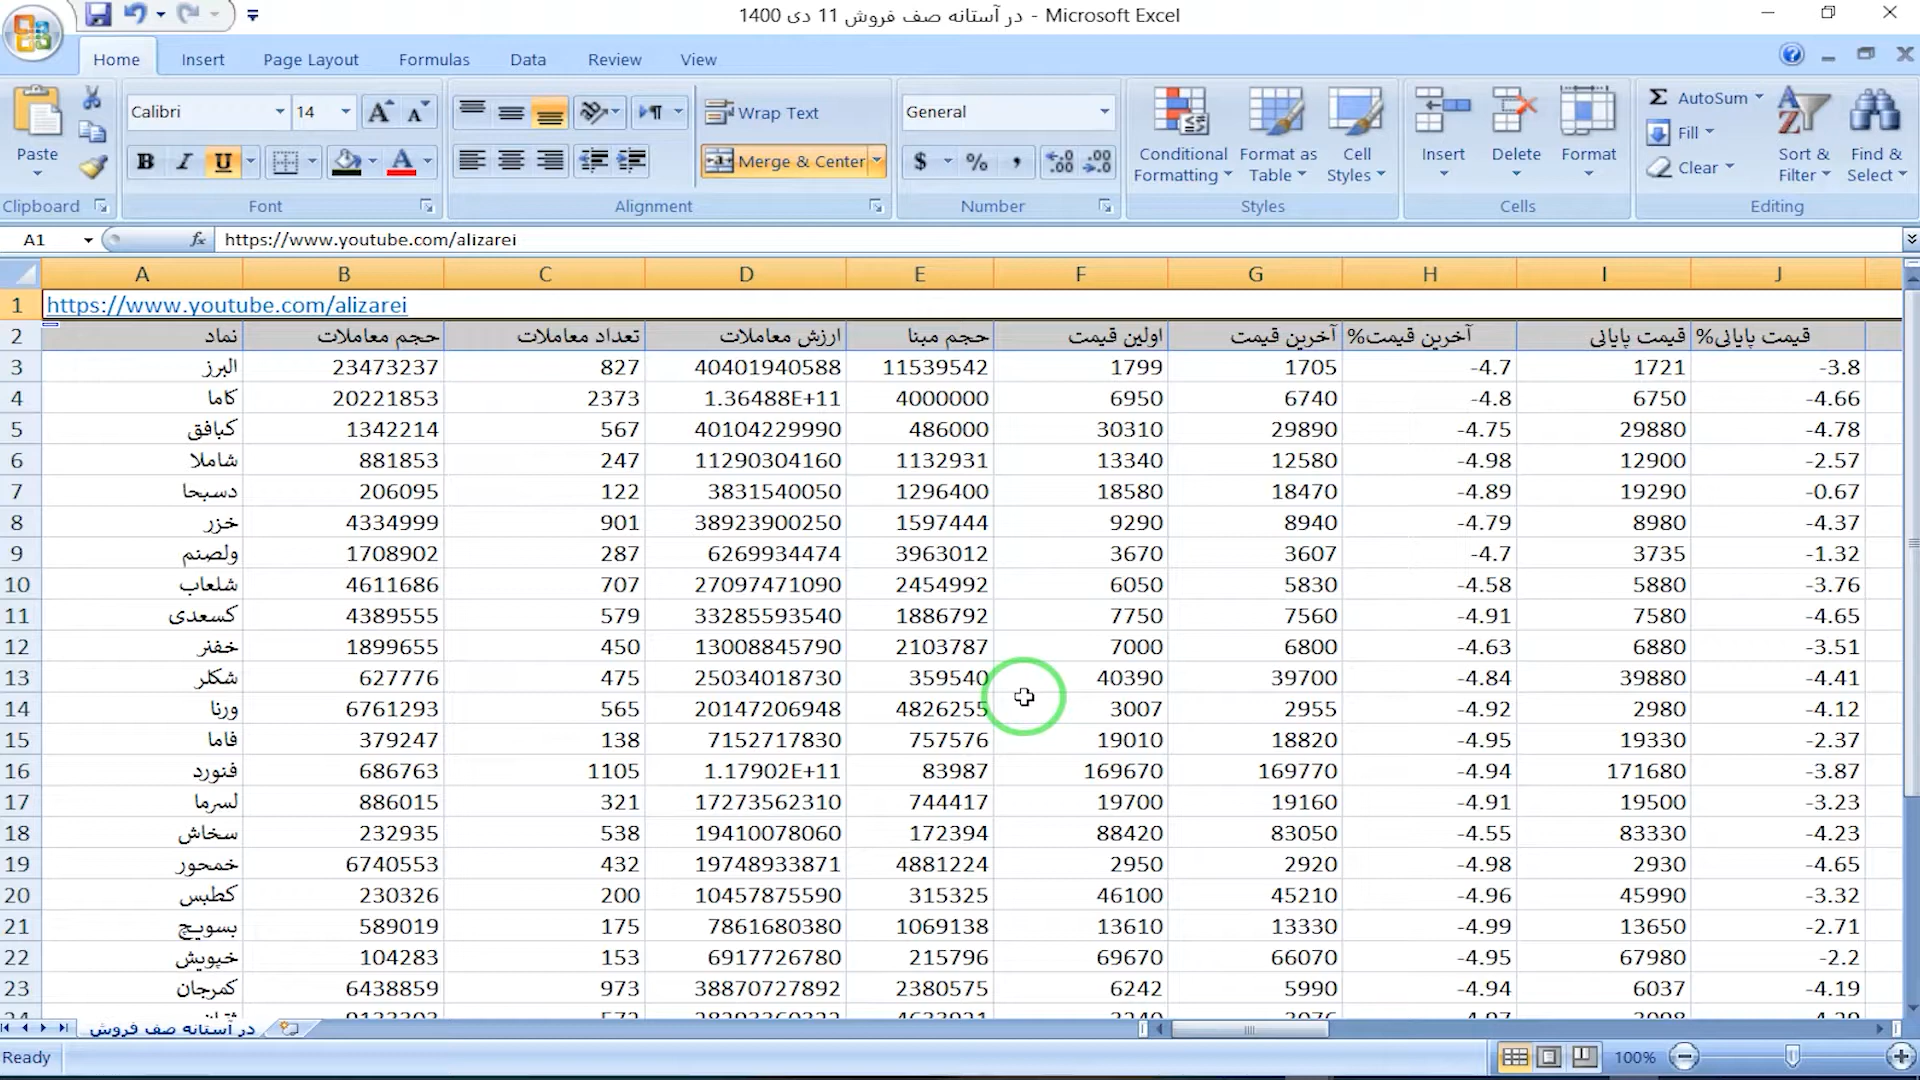 در آستانه صف فروش 11 دی 1400 - Microsoft Excel
Home Insert Page Layout Formulas Data Review View
Calibri 14 Wrap Text General AutoSum
Fill
Paste B I U A Merge & Center $ % , Conditional Formatting Format as Table Cell Styles Insert Delete Format Clear Sort & Filter Find & Select
Clipboard Font Alignment Number Styles Cells Editing
A1 fx https://www.youtube.com/alizarei
A B C D E F G H I J
1 https://www.youtube.com/alizarei
2 نماد حجم معاملات تعداد معاملات ارزش معاملات حجم مبنا اولین قیمت آخرین قیمت آخرین قیمت% قیمت پایانی قیمت پایانی%
3 البرز 23473237 827 40401940588 11539542 1799 1705 -4.7 1721 -3.8
4 کاما 20221853 2373 1.36488E+11 4000000 6950 6740 -4.8 6750 -4.66
5 کبافق 1342214 567 40104229990 486000 30310 29890 -4.75 29880 -4.78
6 شاملا 881853 247 11290304160 1132931 13340 12580 -4.98 12900 -2.57
7 دسبحا 206095 122 3831540050 1296400 18580 18470 -4.89 19290 -0.67
8 خزر 4334999 901 38923900250 1597444 9290 8940 -4.79 8980 -4.37
9 ولصنم 1708902 287 6269934474 3963012 3670 3607 -4.7 3735 -1.32
10 شلعاب 4611686 707 27097471090 2454992 6050 5830 -4.58 5880 -3.76
11 کسعدی 4389555 579 33285593540 1886792 7750 7560 -4.91 7580 -4.65
12 خفنر 1899655 450 13008845790 2103787 7000 6800 -4.63 6880 -3.51
13 شکلر 627776 475 25034018730 359540 40390 39700 -4.84 39880 -4.41
14 ورنا 6761293 565 20147206948 4826255 3007 2955 -4.92 2980 -4.12
15 فاما 379247 138 7152717830 757576 19010 18820 -4.95 19330 -2.37
16 فنورد 686763 1105 1.17902E+11 83987 169670 169770 -4.94 171680 -3.87
17 لسرما 886015 321 17273562310 744417 19700 19160 -4.91 19500 -3.23
18 سخاش 232935 538 19410078060 172394 88420 83050 -4.55 83330 -4.23
19 خمحور 6740553 432 19748933871 4881224 2950 2920 -4.98 2930 -4.65
20 کطبس 230326 200 10457875590 315325 46100 45210 -4.96 45990 -3.32
21 بسویچ 589019 175 7861680380 1069138 13610 13330 -4.99 13650 -2.71
22 خپویش 104283 153 6917726780 215796 69670 66070 -4.95 67980 -2.2
23 کمرجان 6438859 973 38870727892 2380575 6242 5990 -4.94 6037 -4.19
در آستانه صف فروش
Ready 100%